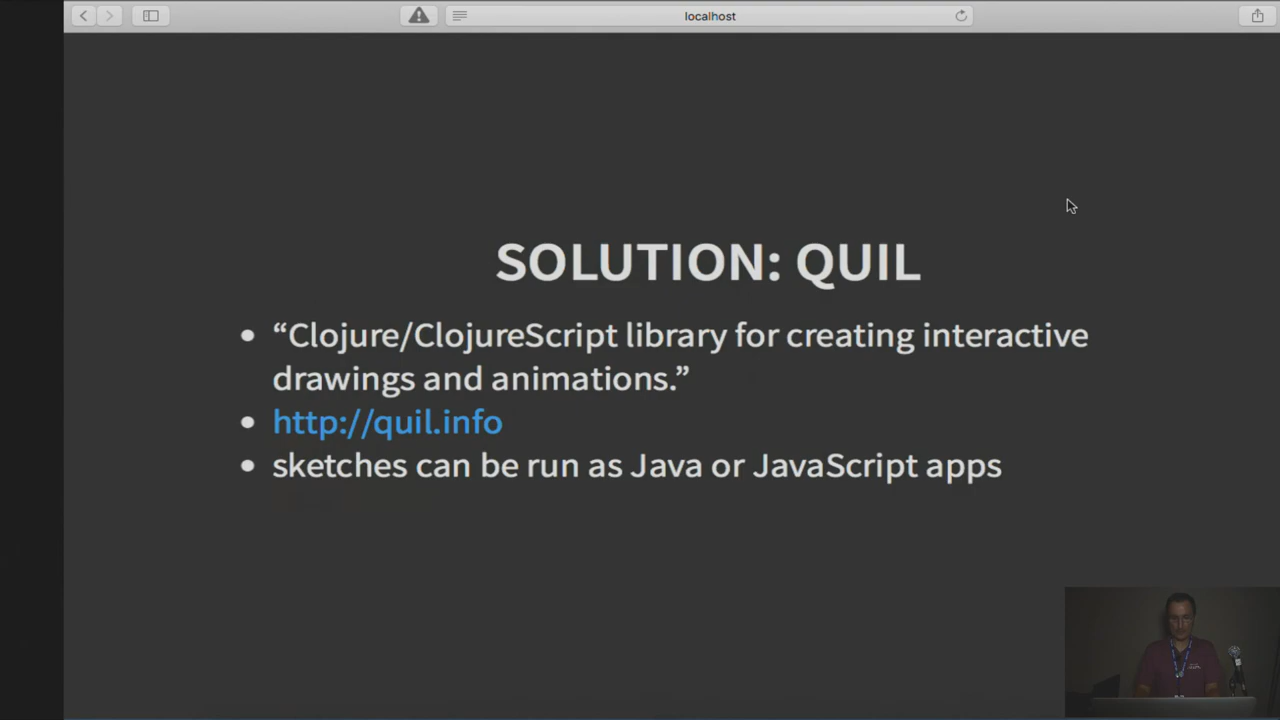 localhost
SOLUTION: QUIL
• “Clojure/ClojureScript library for creating interactive
drawings and animations.”
• http://quil.info
• sketches can be run as Java or JavaScript apps